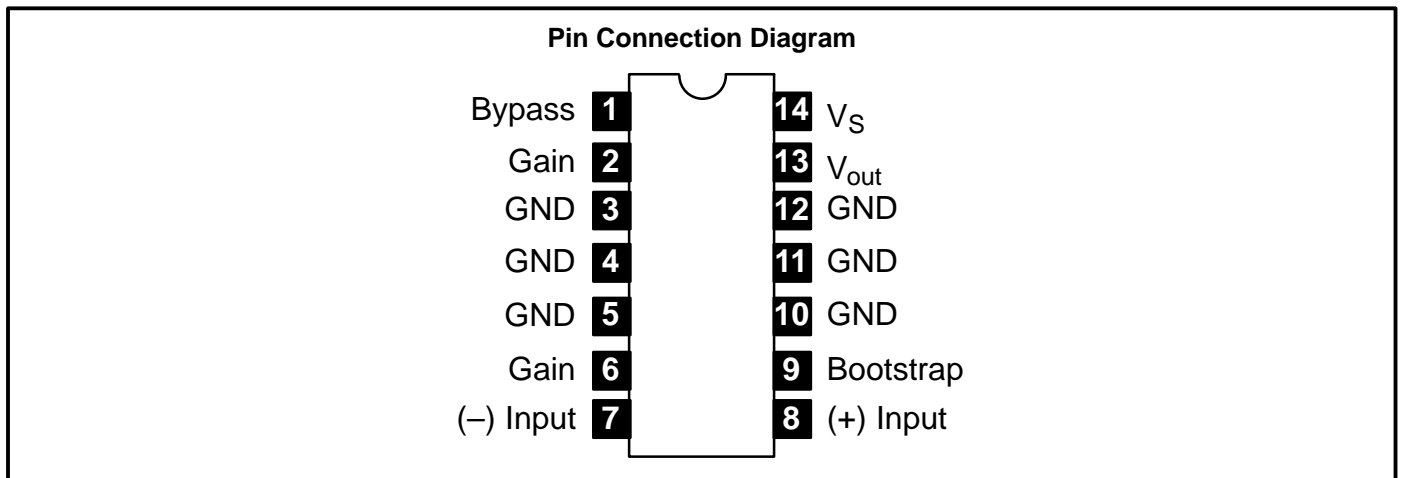 Pin Connection Diagram
Bypass 1 14 VS
Gain 2 13 Vout
GND 3 12 GND
GND 4 11 GND
GND 5 10 GND
Gain 6 9 Bootstrap
(–) Input 7 8 (+) Input